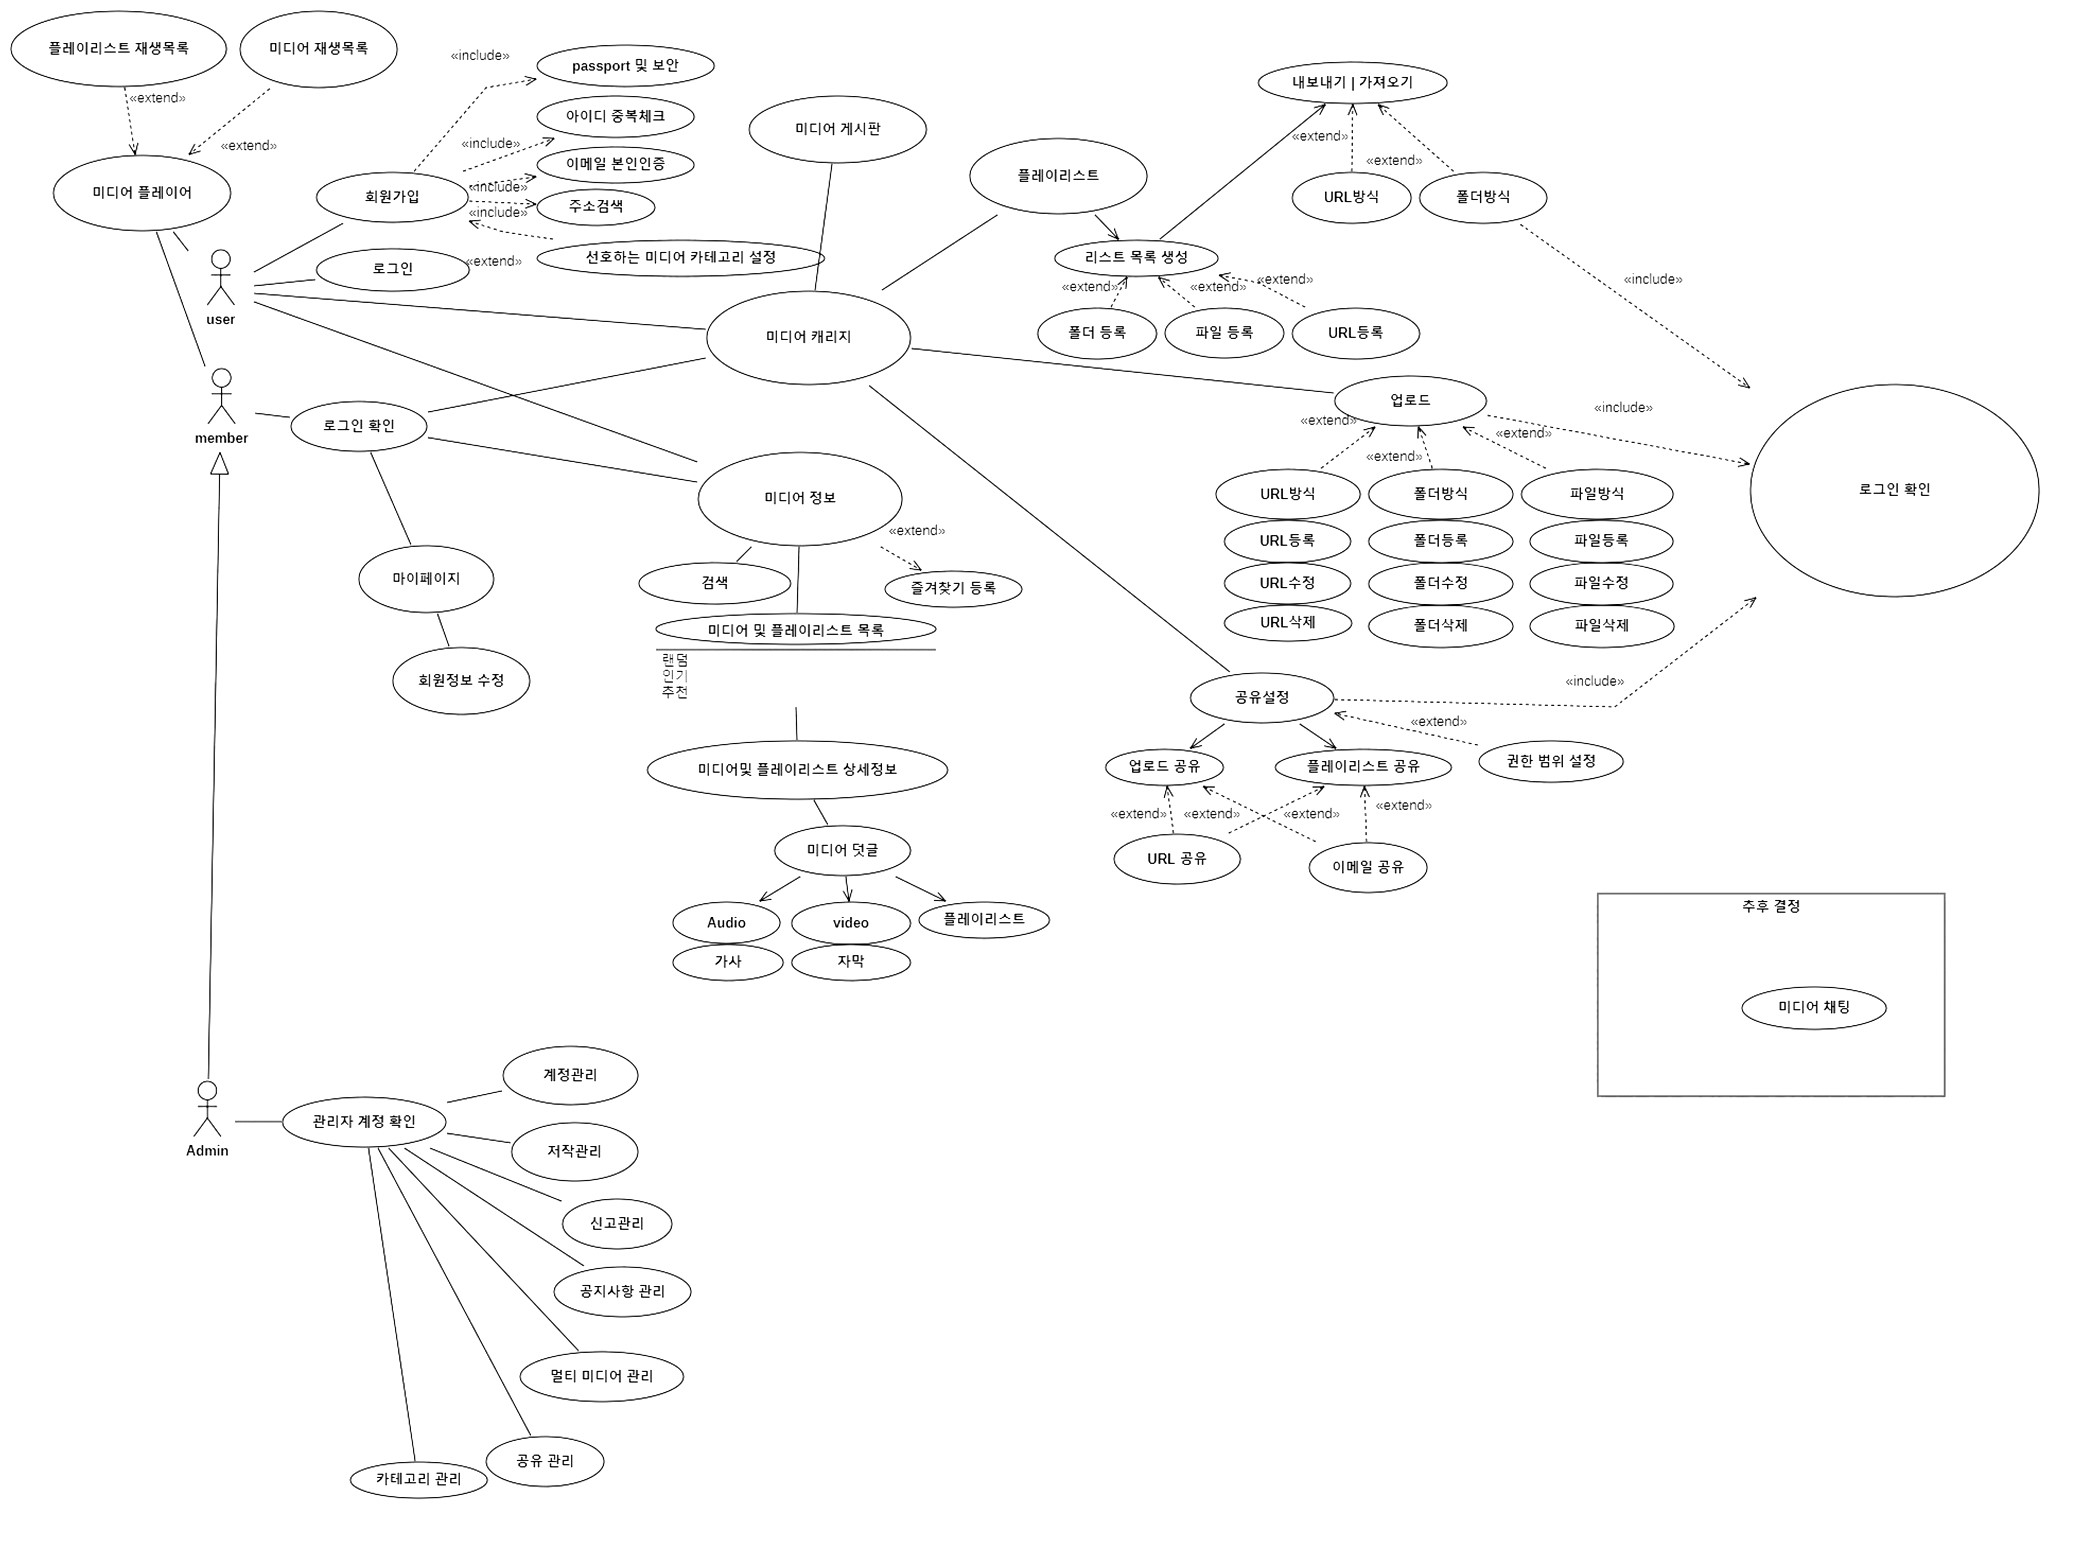 플레이리스트 재생목록
미디어 재생목록
«extend»
«extend»
미디어 플레이어
«include»
passport 및 보안
«include»
아이디 중복체크
이메일 본인인증
«include»
주소검색
«include»
회원가입
선호하는 미디어 카테고리 설정
«extend»
로그인
user
미디어 게시판
플레이리스트
내보내기 | 가져오기
«extend»
«extend»
URL방식
폴더방식
리스트 목록 생성
«extend»
«extend»
«extend»
폴더 등록
파일 등록
URL등록
«include»
미디어 캐리지
member
로그인 확인
업로드
«include»
«extend»
«extend»
«extend»
URL방식
폴더방식
파일방식
URL등록
폴더등록
파일등록
URL수정
폴더수정
파일수정
URL삭제
폴더삭제
파일삭제
로그인 확인
미디어 정보
«extend»
검색
즐겨찾기 등록
마이페이지
회원정보 수정
미디어 및 플레이리스트 목록
랜덤
인기
추천
미디어및 플레이리스트 상세정보
미디어 덧글
Audio
video
플레이리스트
가사
자막
공유설정
«include»
«extend»
권한 범위 설정
업로드 공유
플레이리스트 공유
«extend»
«extend»
«extend»
«extend»
URL 공유
이메일 공유
추후 결정
미디어 채팅
Admin
관리자 계정 확인
계정관리
저작관리
신고관리
공지사항 관리
멀티 미디어 관리
공유 관리
카테고리 관리